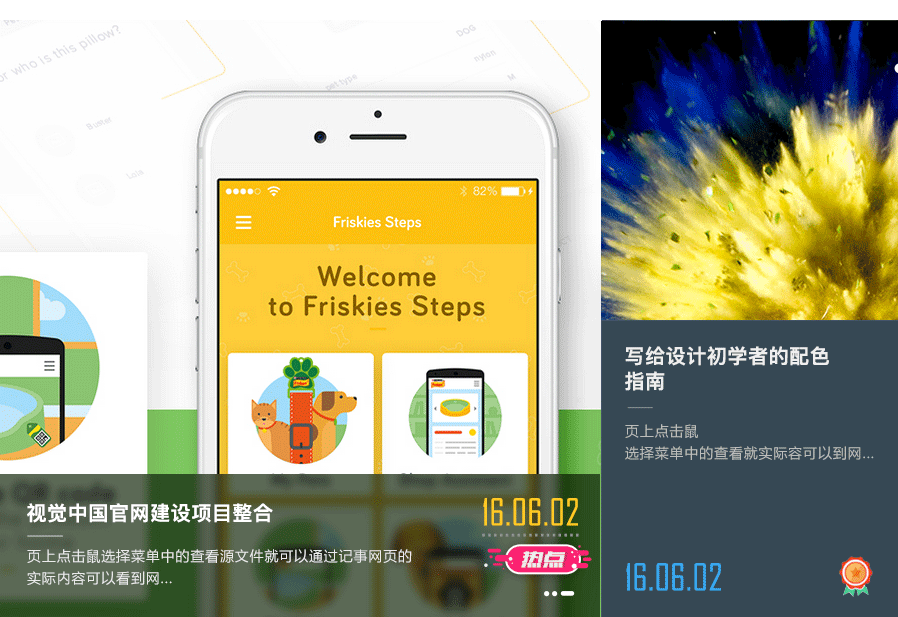 or who is this pillow?
DOG
nylon
pet type
M
Buster
Lola
82%
Friskies Steps
Welcome
to Friskies Steps
视觉中国官网建设项目整合
页上点击鼠选择菜单中的查看源文件就可以通过记事网页的
实际内容可以看到网...
16.06.02
热点
写给设计初学者的配色
指南
页上点击鼠
选择菜单中的查看就实际容可以到网...
16.06.02